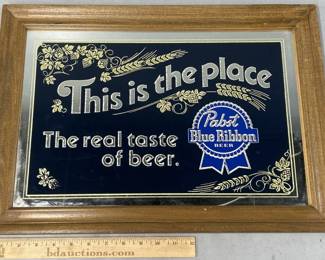 This is the place
The real taste
of beer.
Pabst
Blue Ribbon
BEER
bdauctions.com